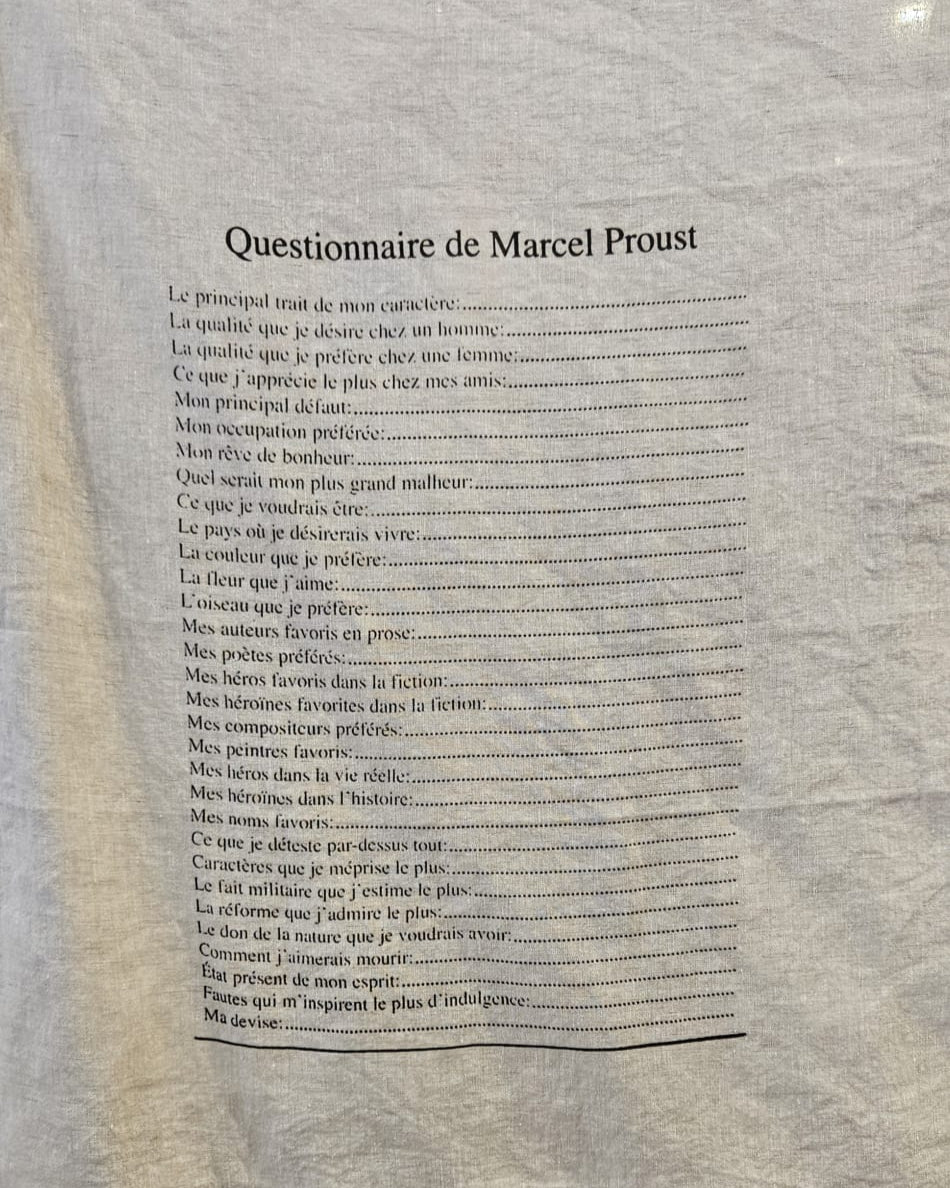 Questionnaire de Marcel Proust
Le principal trait de mon caractère:..............................
La qualité que je désire chez un homme:..............................
La qualité que je préfère chez une femme:..............................
Ce que j'apprécie le plus chez mes amis:..............................
Mon principal défaut:..............................
Mon occupation préférée:..............................
Mon rêve de bonheur:..............................
Quel serait mon plus grand malheur:..............................
Ce que je voudrais être:..............................
Le pays où je désirerais vivre:..............................
La couleur que je préfère:..............................
La fleur que j'aime:..............................
L'oiseau que je préfère:..............................
Mes auteurs favoris en prose:..............................
Mes poètes préférés:..............................
Mes héros favoris dans la fiction:..............................
Mes héroïnes favorites dans la fiction:..............................
Mes compositeurs préférés:..............................
Mes peintres favoris:..............................
Mes héros dans la vie réelle:..............................
Mes héroïnes dans l'histoire:..............................
Mes noms favoris:..............................
Ce que je déteste par-dessus tout:..............................
Caractères que je méprise le plus:..............................
Le fait militaire que j'estime le plus:..............................
La réforme que j'admire le plus:..............................
Le don de la nature que je voudrais avoir:..............................
Comment j'aimerais mourir:..............................
État présent de mon esprit:..............................
Fautes qui m'inspirent le plus d'indulgence:..............................
Ma devise:..............................